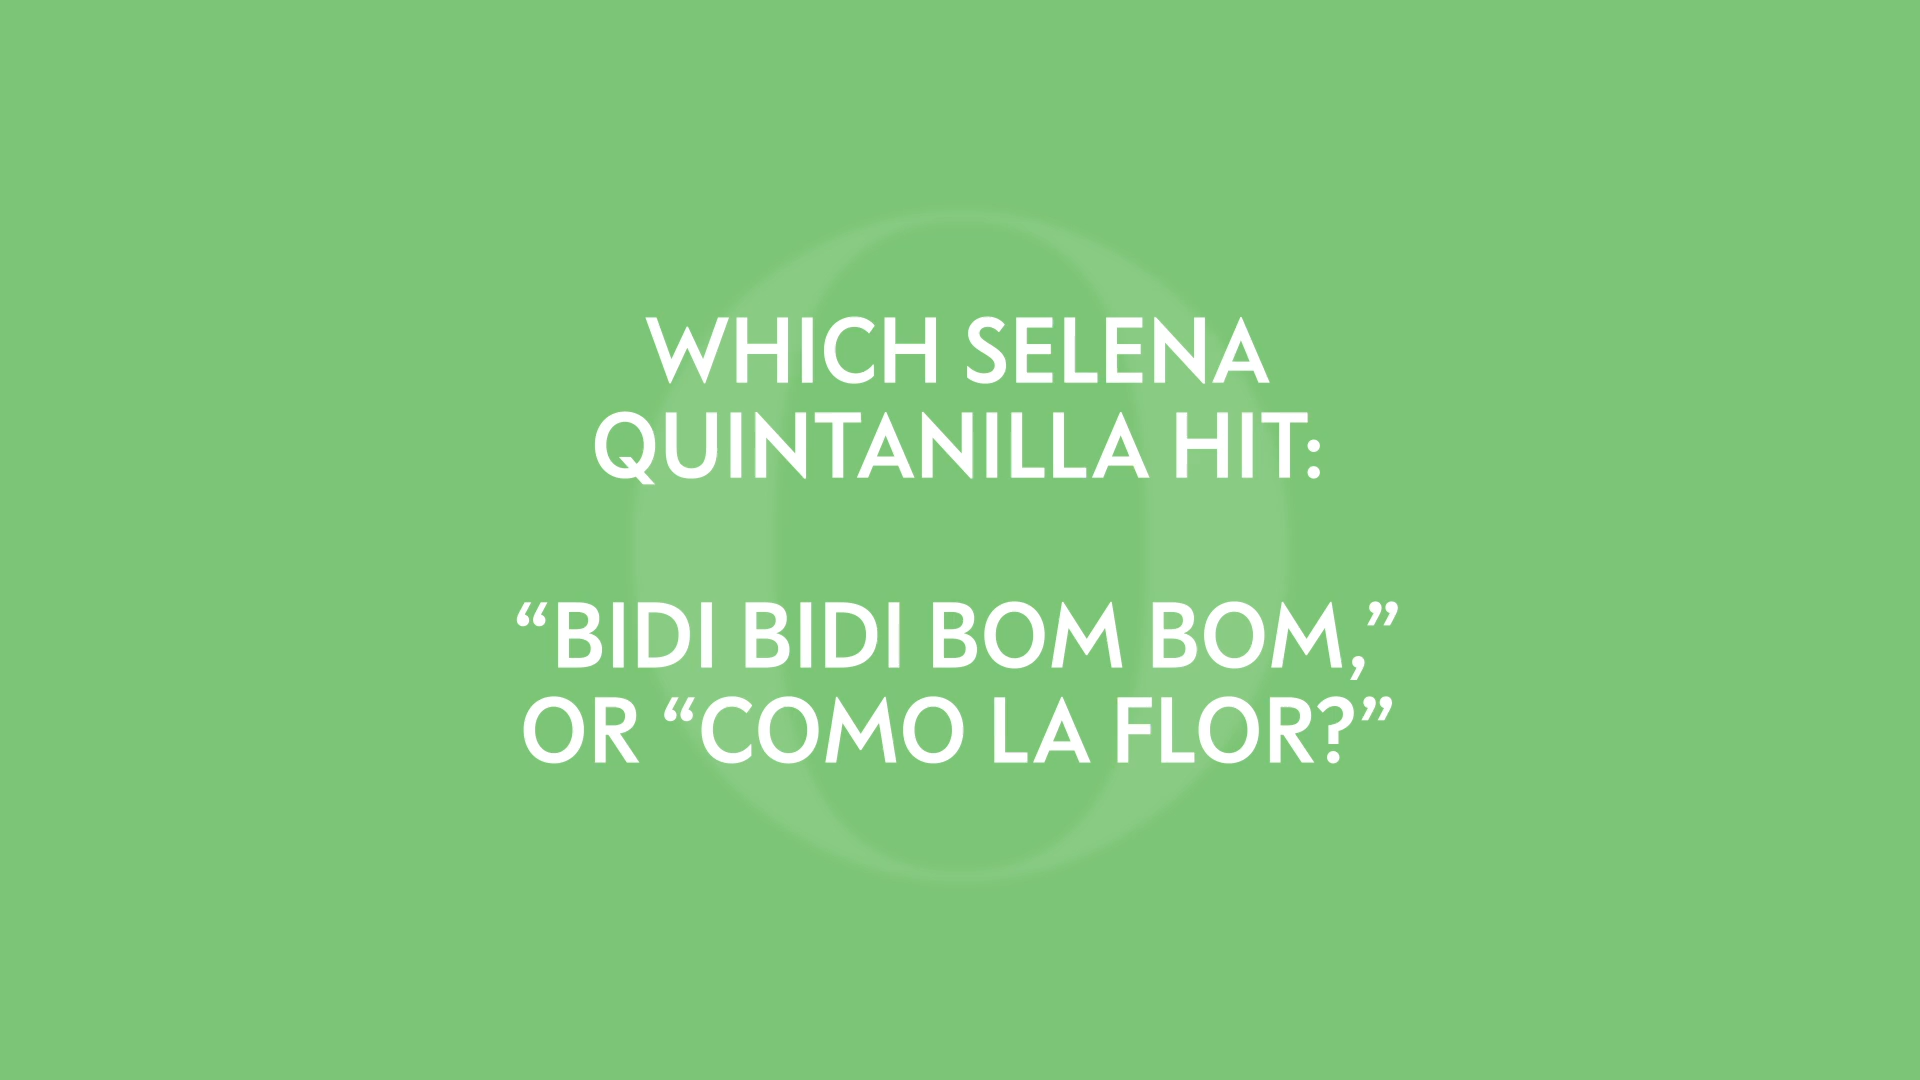 WHICH SELENA
QUINTANILLA HIT:
“BIDI BIDI BOM BOM,”
OR “COMO LA FLOR?”